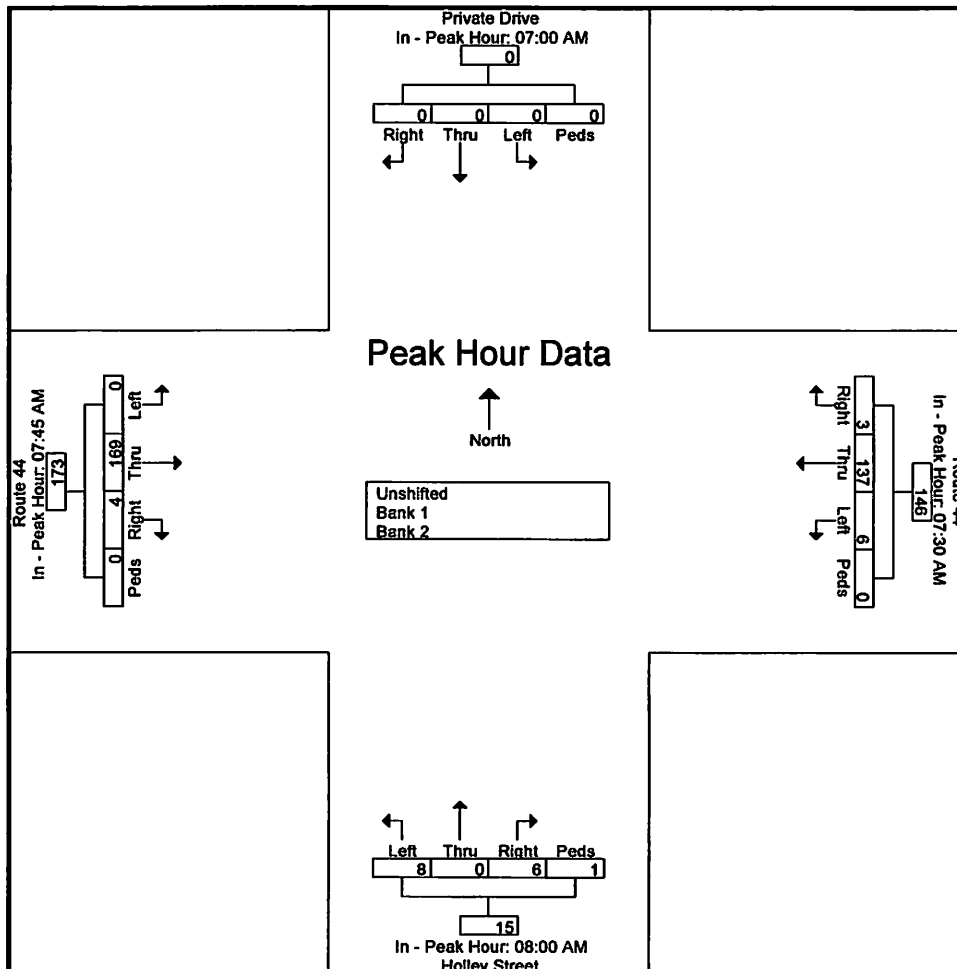 Private Drive
In - Peak Hour: 07:00 AM
0
0 0 0 0
Right Thru Left Peds
Peak Hour Data
North
Unshifted
Bank 1
Bank 2
Route 44
In - Peak Hour: 07:45 AM
173
0 169 4 0
Left Thru Right Peds
Route 44
In - Peak Hour: 07:30 AM
146
3 137 6 0
Right Thru Left Peds
Left Thru Right Peds
8 0 6 1
15
In - Peak Hour: 08:00 AM
Holley Street